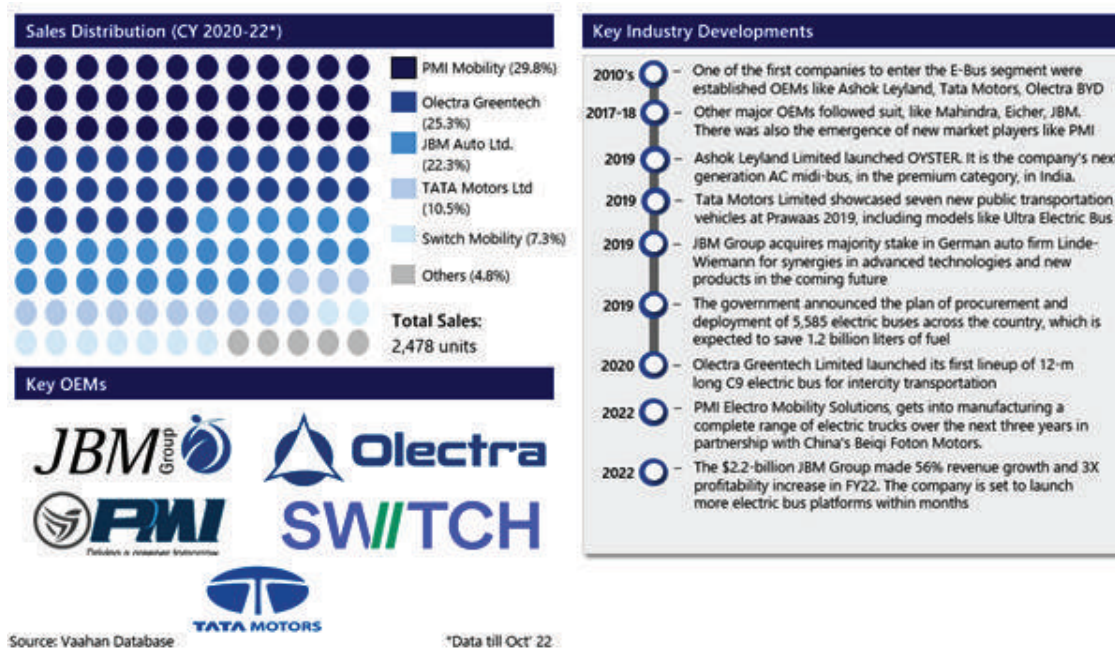 Sales Distribution (CY 2020-22*)
PMI Mobility (29.8%)
Olectra Greentech
(25.3%)
JBM Auto Ltd.
(22.3%)
TATA Motors Ltd
(10.5%)
Switch Mobility (7.3%)
Others (4.8%)
Total Sales:
2,478 units
Key OEMs
JBM Group
Olectra
PMI
Driving a greener tomorrow
SWITCH
TATA
TATA MOTORS
Source: Vaahan Database
*Data till Oct' 22
Key Industry Developments
2010's – One of the first companies to enter the E-Bus segment were
established OEMs like Ashok Leyland, Tata Motors, Olectra BYD
2017-18 – Other major OEMs followed suit, like Mahindra, Eicher, JBM.
There was also the emergence of new market players like PMI
2019 – Ashok Leyland Limited launched OYSTER. It is the company's next
generation AC midi-bus, in the premium category, in India.
2019 – Tata Motors Limited showcased seven new public transportation
vehicles at Prawaas 2019, including models like Ultra Electric Bus
2019 – JBM Group acquires majority stake in German auto firm Linde-
Wiemann for synergies in advanced technologies and new
products in the coming future
2019 – The government announced the plan of procurement and
deployment of 5,585 electric buses across the country, which is
expected to save 1.2 billion liters of fuel
2020 – Olectra Greentech Limited launched its first lineup of 12-m
long C9 electric bus for intercity transportation
2022 – PMI Electro Mobility Solutions, gets into manufacturing a
complete range of electric trucks over the next three years in
partnership with China's Beiqi Foton Motors.
2022 – The $2.2-billion JBM Group made 56% revenue growth and 3X
profitability increase in FY22. The company is set to launch
more electric bus platforms within months